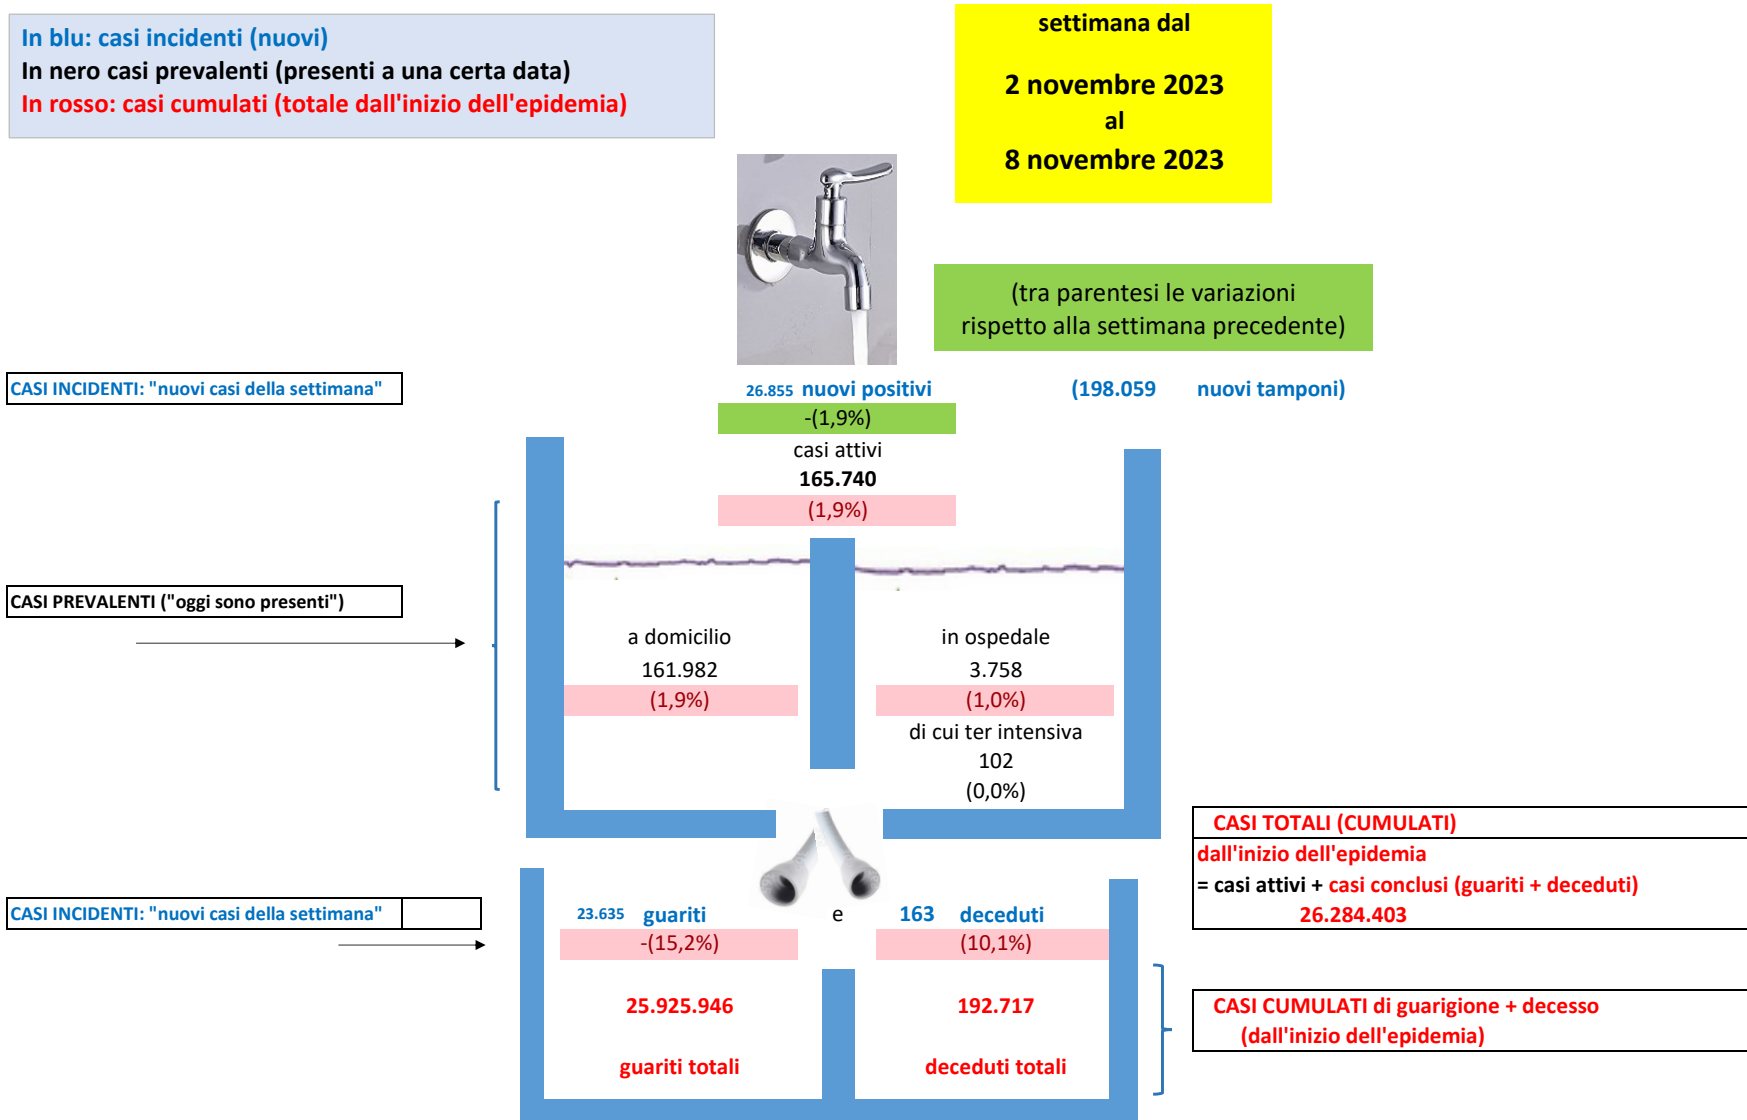 In blu: casi incidenti (nuovi)
In nero casi prevalenti (presenti a una certa data)
In rosso: casi cumulati (totale dall'inizio dell'epidemia)
settimana dal
2 novembre 2023
al
8 novembre 2023
(tra parentesi le variazioni
rispetto alla settimana precedente)
CASI INCIDENTI: "nuovi casi della settimana"
26.855 nuovi positivi
(198.059 nuovi tamponi)
-(1,9%)
casi attivi
165.740
(1,9%)
CASI PREVALENTI ("oggi sono presenti")
a domicilio
161.982
(1,9%)
in ospedale
3.758
(1,0%)
di cui ter intensiva
102
(0,0%)
CASI TOTALI (CUMULATI)
dall'inizio dell'epidemia
= casi attivi + casi conclusi (guariti + deceduti)
26.284.403
CASI INCIDENTI: "nuovi casi della settimana"
23.635 guariti
e
163 deceduti
-(15,2%)
(10,1%)
25.925.946
192.717
guariti totali
deceduti totali
CASI CUMULATI di guarigione + decesso
(dall'inizio dell'epidemia)